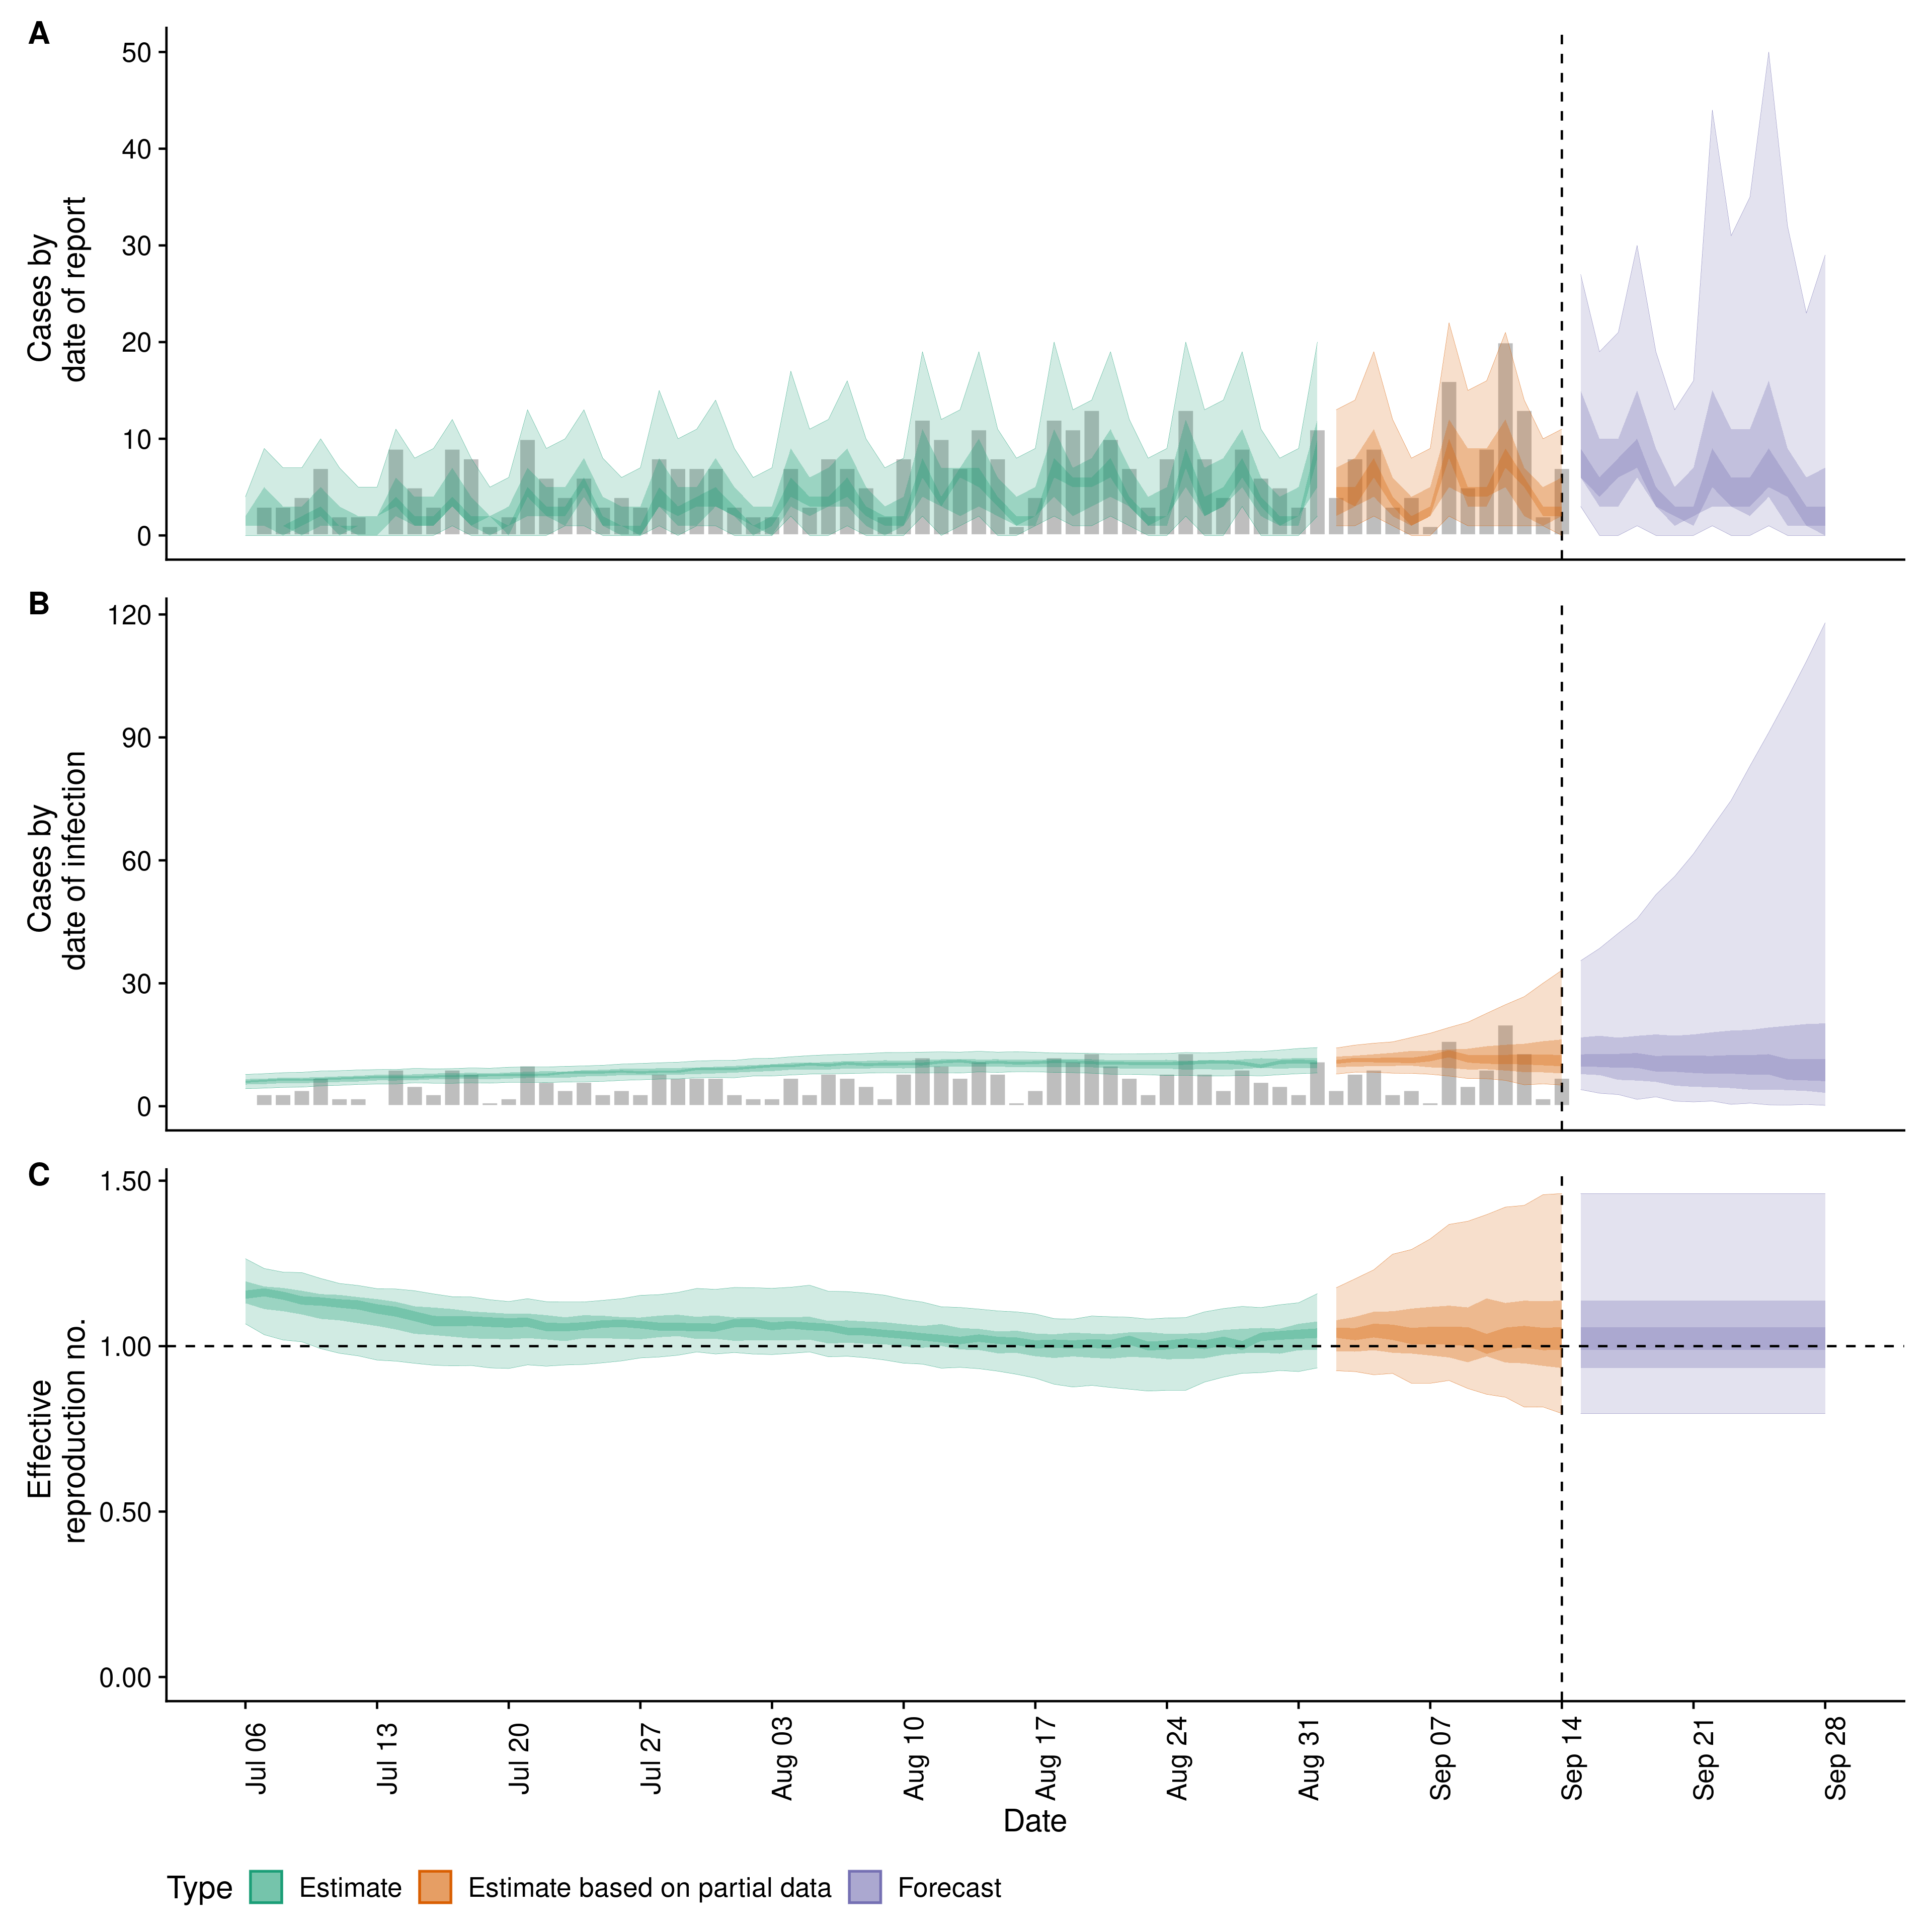 A
50
40
30
20
10
0
Cases by
date of report
B
120
90
60
30
0
Cases by
date of infection
C
1.50
1.00
0.50
0.00
Effective
reproduction no.
Jul 06
Jul 13
Jul 20
Jul 27
Aug 03
Aug 10
Aug 17
Aug 24
Aug 31
Sep 07
Sep 14
Sep 21
Sep 28
Date
Type Estimate Estimate based on partial data Forecast